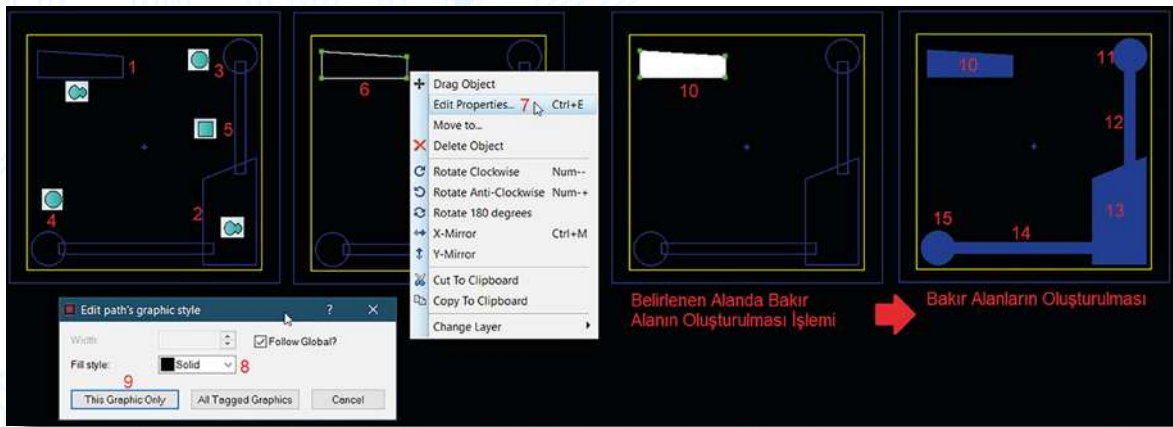 1
3
5
2
4
6
Drag Object
Edit Properties... 7 Ctrl+E
Move to...
Delete Object
Rotate Clockwise Num--
Rotate Anti-Clockwise Num-+
Rotate 180 degrees
X-Mirror Ctrl+M
Y-Mirror
Cut To Clipboard
Copy To Clipboard
Change Layer
Edit path's graphic style ? X
Width:
Follow Global?
Fill style: Solid 8
9
This Graphic Only All Tagged Graphics Cancel
10
Belirlenen Alanda Bakır
Alanın Oluşturulması İşlemi
10
11
12
13
15
14
Bakır Alanların Oluşturulması